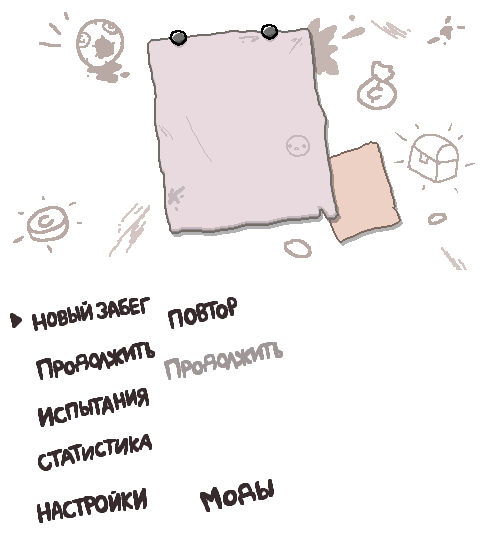 НОВЫЙ ЗАБЕГ ПОВТОР
ПРОДОЛЖИТЬ ПРОДОЛЖИТЬ
ИСПЫТАНИЯ
СТАТИСТИКА
НАСТРОЙКИ МОДЫ